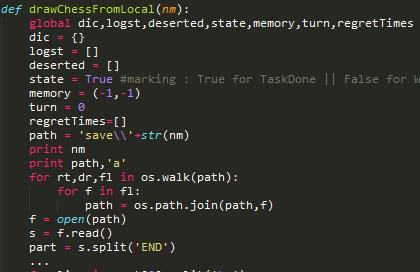 def drawChessFromLocal(nm):
    global dic,logst,deserted,state,memory,turn,regretTimes
    dic = {}
    logst = []
    deserted = []
    state = True #marking : True for TaskDone || False for W
    memory = (-1,-1)
    turn = 0
    regretTimes=[]
    path = 'save\\'+str(nm)
    print nm
    print path,'a'
    for rt,dr,fl in os.walk(path):
        for f in fl:
            path = os.path.join(path,f)
    f = open(path)
    s = f.read()
    part = s.split('END')
    ...